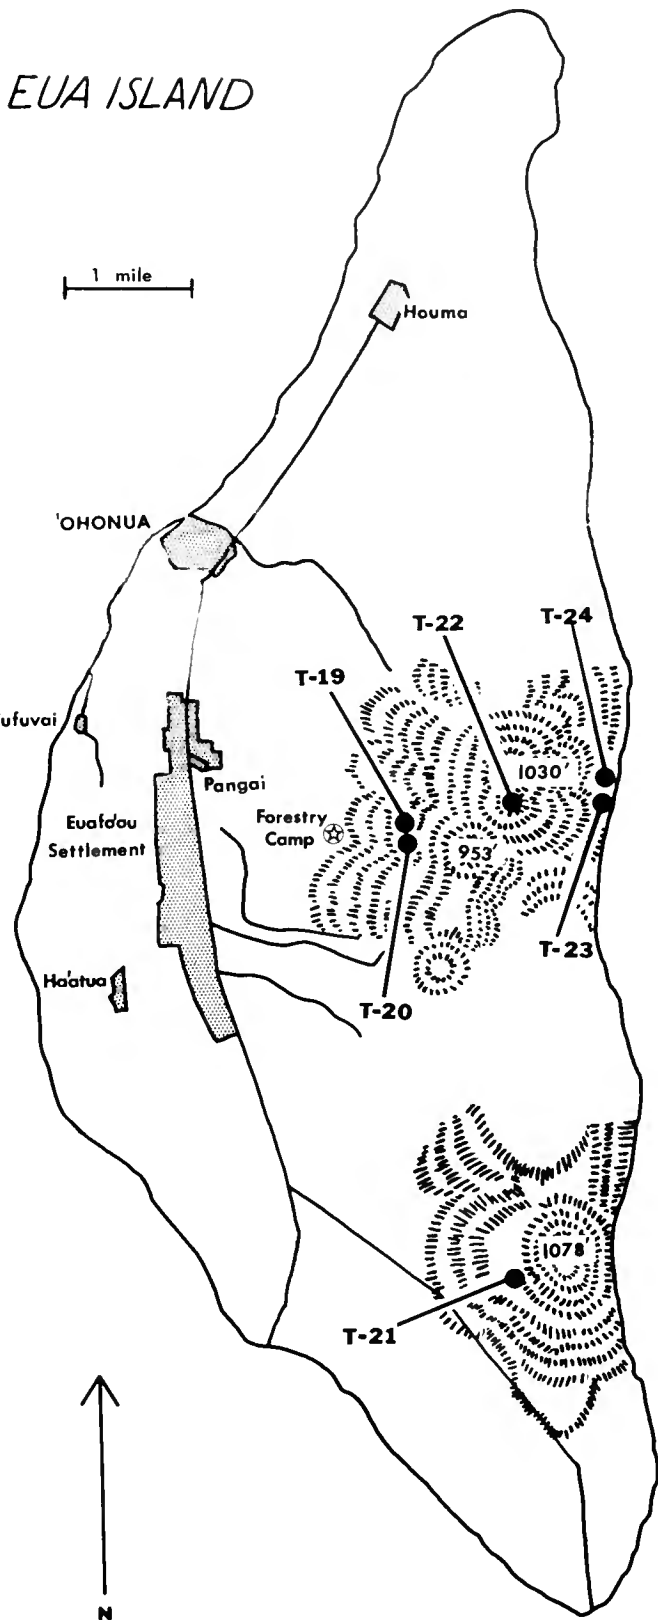 EUA ISLAND
1 mile
Houma
'OHONUA
T-24
T-22
T-19
ufuvai
1030'
Pangai
Forestry
Camp
Euafo'ou
Settlement
953'
T-23
Ha'atua
T-20
1078'
T-21
N